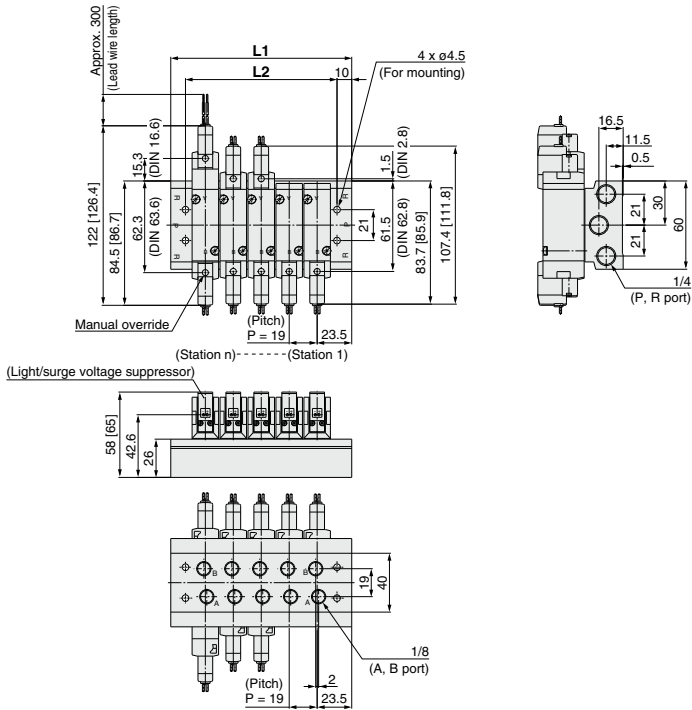 L1
L2
10
4 x ø4.5
(For mounting)
Approx. 300
(Lead wire length)
122 [126.4]
84.5 [86.7]
15.3
(DIN 16.6)
62.3
(DIN 63.6)
1.5
(DIN 2.8)
21
61.5
(DIN 62.8)
83.7 [85.9]
107.4 [111.8]
R
P
R
R
P
R
Manual override
(Pitch)
P = 19
23.5
(Station n)
(Station 1)
16.5
11.5
0.5
21
21
30
60
1/4
(P, R port)
(Light/surge voltage suppressor)
58 [65]
42.6
26
B
B
A
A
19
40
1/8
(A, B port)
2
(Pitch)
P = 19
23.5